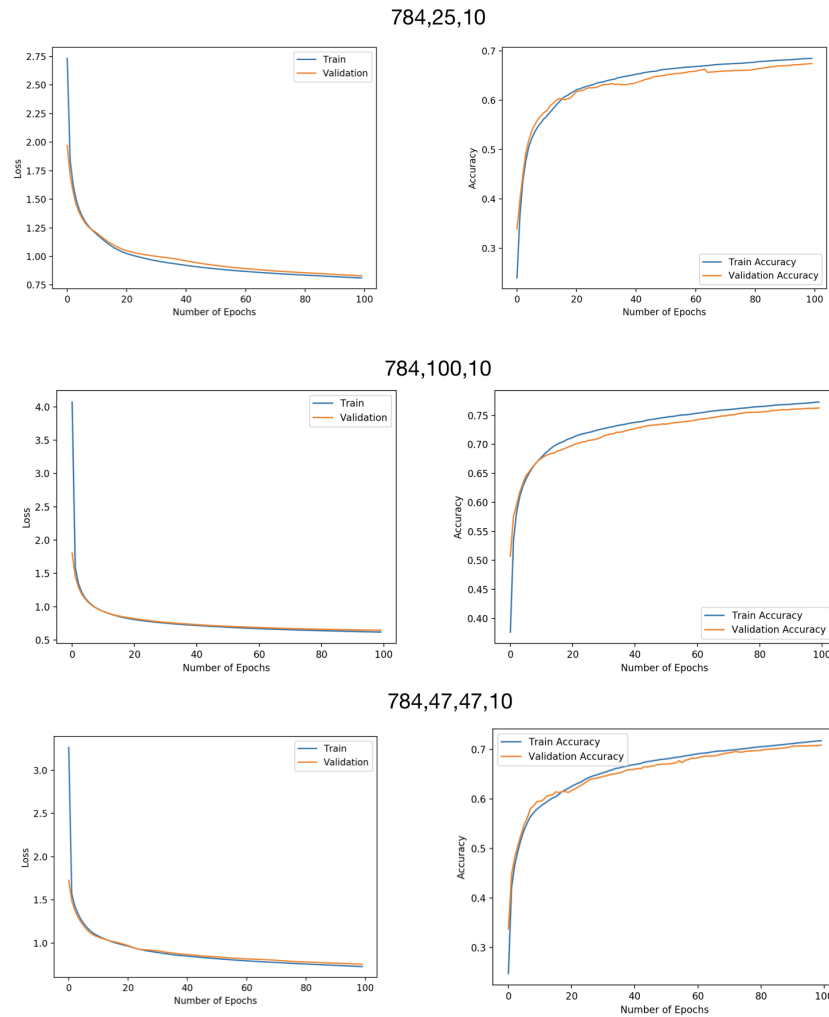 784,25,10
2.75
2.50
2.25
2.00
1.75
1.50
1.25
1.00
0.75
Loss
0 20 40 60 80 100
Number of Epochs
Train
Validation
0.7
0.6
0.5
0.4
0.3
Accuracy
0 20 40 60 80 100
Number of Epochs
Train Accuracy
Validation Accuracy
784,100,10
4.0
3.5
3.0
2.5
2.0
1.5
1.0
0.5
Loss
0 20 40 60 80 100
Number of Epochs
Train
Validation
0.75
0.70
0.65
0.60
0.55
0.50
0.45
0.40
Accuracy
0 20 40 60 80 100
Number of Epochs
Train Accuracy
Validation Accuracy
784,47,47,10
3.0
2.5
2.0
1.5
1.0
Loss
0 20 40 60 80 100
Number of Epochs
Train
Validation
0.7
0.6
0.5
0.4
0.3
Accuracy
0 20 40 60 80 100
Number of Epochs
Train Accuracy
Validation Accuracy